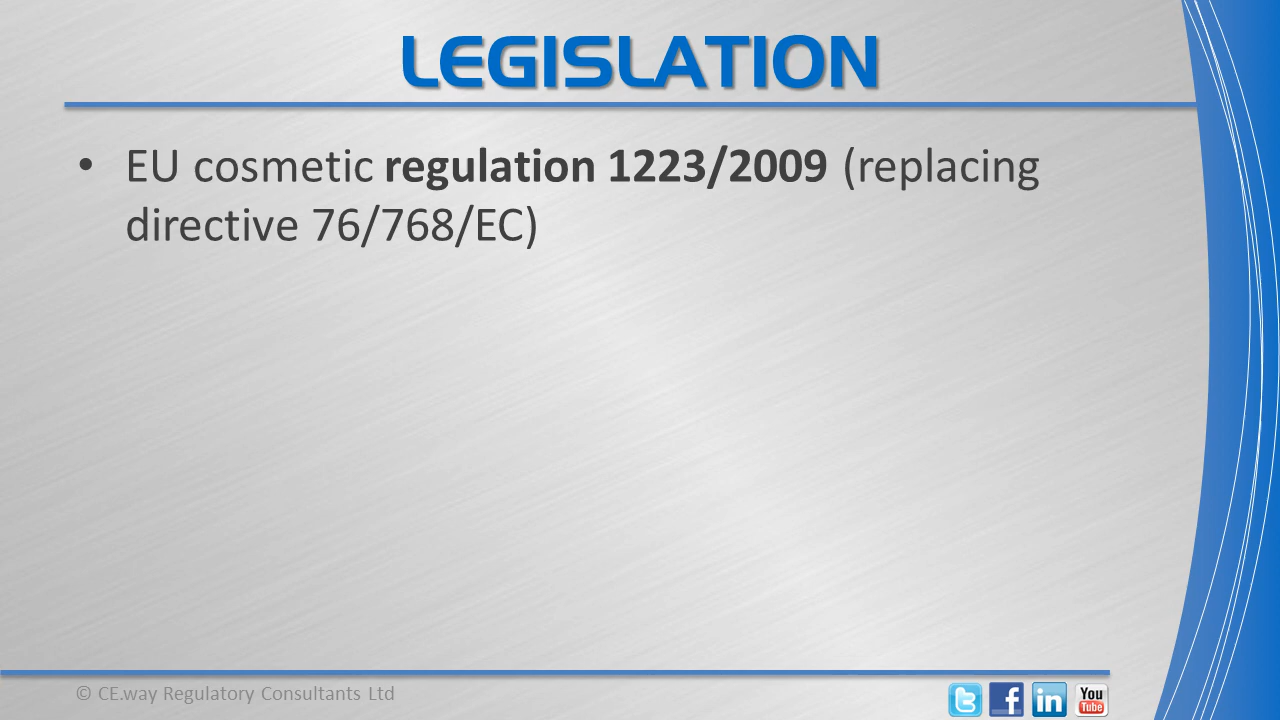 LEGISLATION
• EU cosmetic regulation 1223/2009 (replacing
directive 76/768/EC)
© CE.way Regulatory Consultants Ltd
You
Tube